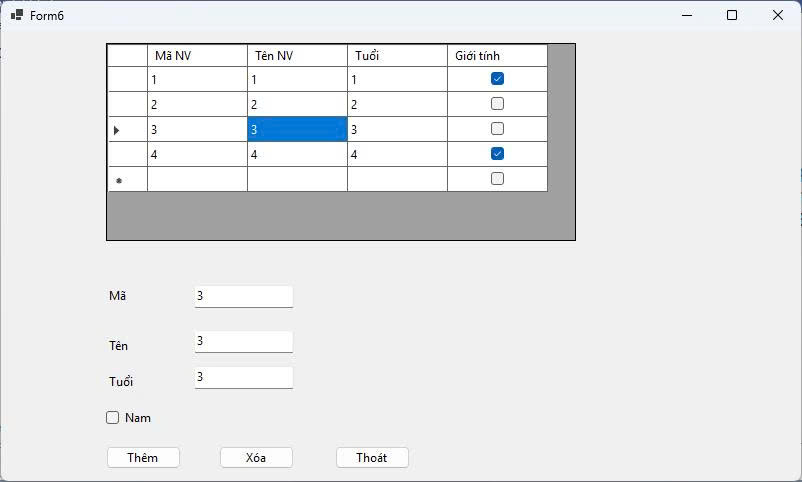 Form6
Mã NV Tên NV Tuổi Giới tính
1 1 1
2 2 2
3 3 3
4 4 4
Mã 3
Tên 3
Tuổi 3
Nam
Thêm Xóa Thoát